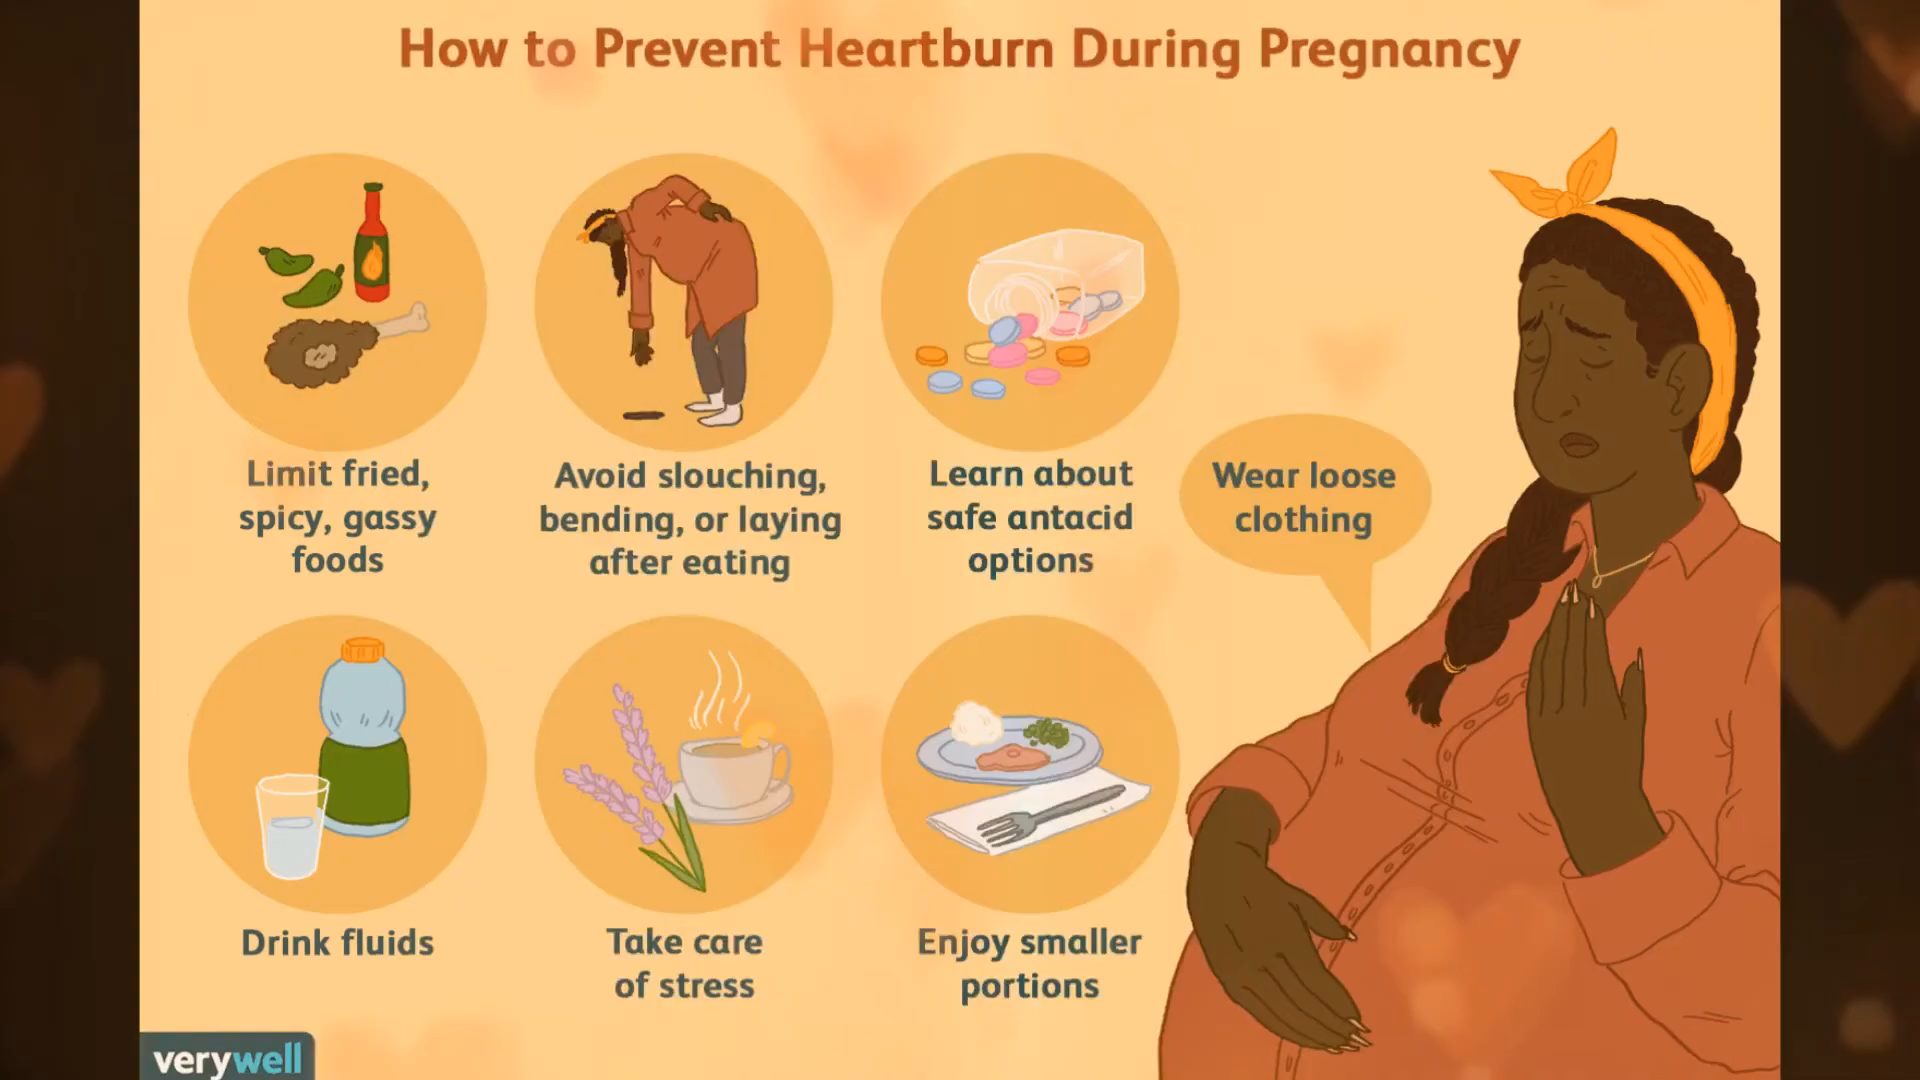 How to Prevent Heartburn During Pregnancy
Limit fried,
spicy, gassy
foods
Avoid slouching,
bending, or laying
after eating
Learn about
safe antacid
options
Wear loose
clothing
Drink fluids
Take care
of stress
Enjoy smaller
portions
verywell